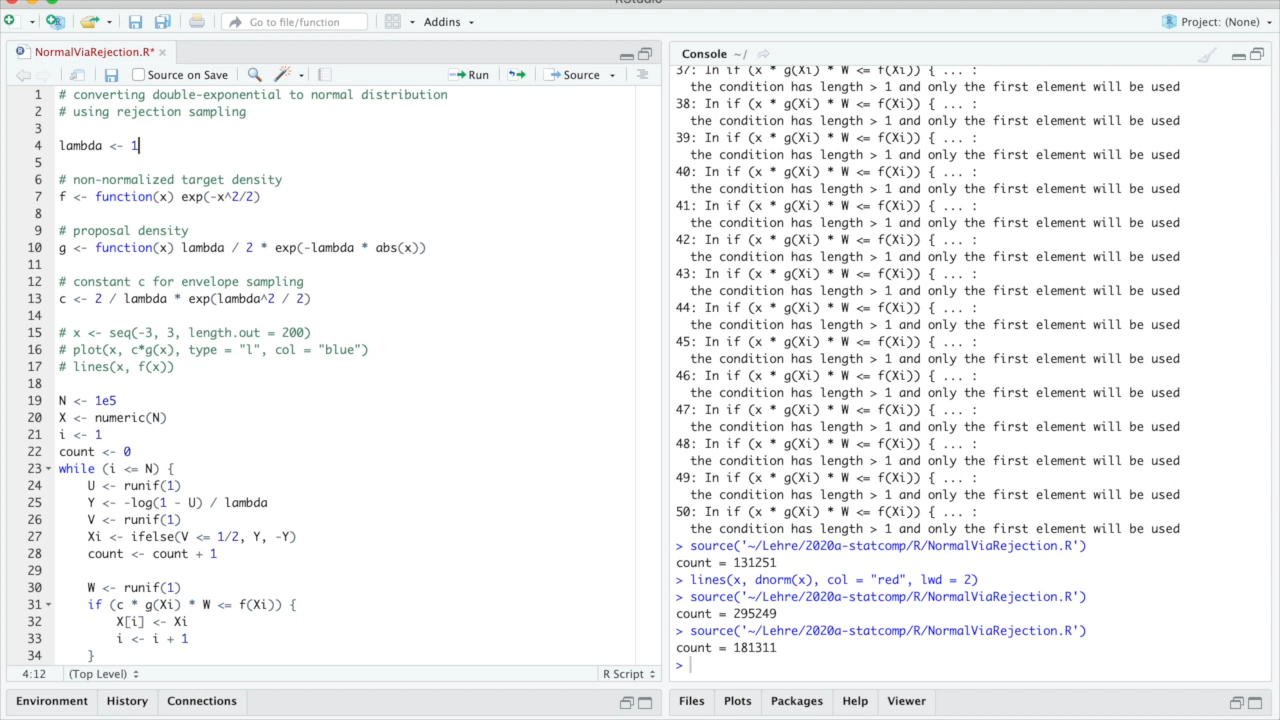 RStudio
Go to file/function
Addins
Project: (None)
NormalViaRejection.R*
Source on Save
Run
Source
1 # converting double-exponential to normal distribution
2 # using rejection sampling
3
4 lambda <- 1
5
6 # non-normalized target density
7 f <- function(x) exp(-x^2/2)
8
9 # proposal density
10 g <- function(x) lambda / 2 * exp(-lambda * abs(x))
11
12 # constant c for envelope sampling
13 c <- 2 / lambda * exp(lambda^2 / 2)
14
15 # x <- seq(-3, 3, length.out = 200)
16 # plot(x, c*g(x), type = "l", col = "blue")
17 # lines(x, f(x))
18
19 N <- 1e5
20 X <- numeric(N)
21 i <- 1
22 count <- 0
23 while (i <= N) {
24 U <- runif(1)
25 Y <- -log(1 - U) / lambda
26 V <- runif(1)
27 Xi <- ifelse(V <= 1/2, Y, -Y)
28 count <- count + 1
29
30 W <- runif(1)
31 if (c * g(Xi) * W <= f(Xi)) {
32 X[i] <- Xi
33 i <- i + 1
34 }
4:12 (Top Level) R Script
Environment History Connections
Console ~/
37: In if (x * g(Xi) * W <= f(Xi)) { ... :
the condition has length > 1 and only the first element will be used
38: In if (x * g(Xi) * W <= f(Xi)) { ... :
the condition has length > 1 and only the first element will be used
39: In if (x * g(Xi) * W <= f(Xi)) { ... :
the condition has length > 1 and only the first element will be used
40: In if (x * g(Xi) * W <= f(Xi)) { ... :
the condition has length > 1 and only the first element will be used
41: In if (x * g(Xi) * W <= f(Xi)) { ... :
the condition has length > 1 and only the first element will be used
42: In if (x * g(Xi) * W <= f(Xi)) { ... :
the condition has length > 1 and only the first element will be used
43: In if (x * g(Xi) * W <= f(Xi)) { ... :
the condition has length > 1 and only the first element will be used
44: In if (x * g(Xi) * W <= f(Xi)) { ... :
the condition has length > 1 and only the first element will be used
45: In if (x * g(Xi) * W <= f(Xi)) { ... :
the condition has length > 1 and only the first element will be used
46: In if (x * g(Xi) * W <= f(Xi)) { ... :
the condition has length > 1 and only the first element will be used
47: In if (x * g(Xi) * W <= f(Xi)) { ... :
the condition has length > 1 and only the first element will be used
48: In if (x * g(Xi) * W <= f(Xi)) { ... :
the condition has length > 1 and only the first element will be used
49: In if (x * g(Xi) * W <= f(Xi)) { ... :
the condition has length > 1 and only the first element will be used
50: In if (x * g(Xi) * W <= f(Xi)) { ... :
the condition has length > 1 and only the first element will be used
> source('~/Lehre/2020a-statcomp/R/NormalViaRejection.R')
count = 131251
> lines(x, dnorm(x), col = "red", lwd = 2)
> source('~/Lehre/2020a-statcomp/R/NormalViaRejection.R')
count = 295249
> source('~/Lehre/2020a-statcomp/R/NormalViaRejection.R')
count = 181311
>
Files Plots Packages Help Viewer